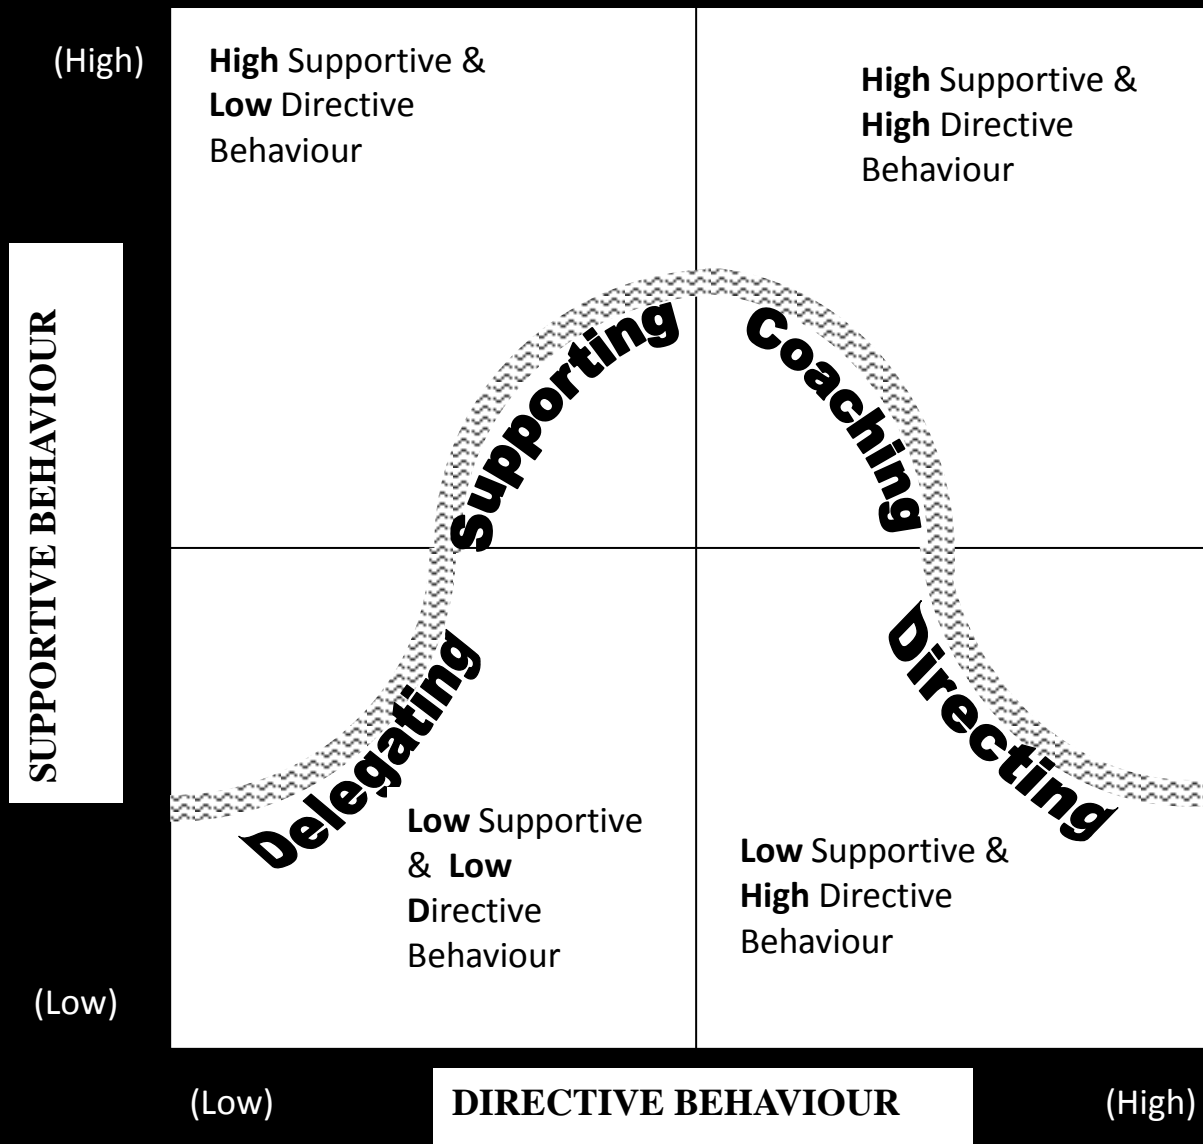 (High)
High Supportive &
Low Directive
Behaviour
High Supportive &
High Directive
Behaviour
SUPPORTIVE BEHAVIOUR
Supporting
Coaching
Delegating
Directing
Low Supportive
& Low
Directive
Behaviour
Low Supportive &
High Directive
Behaviour
(Low)
(Low)
DIRECTIVE BEHAVIOUR
(High)